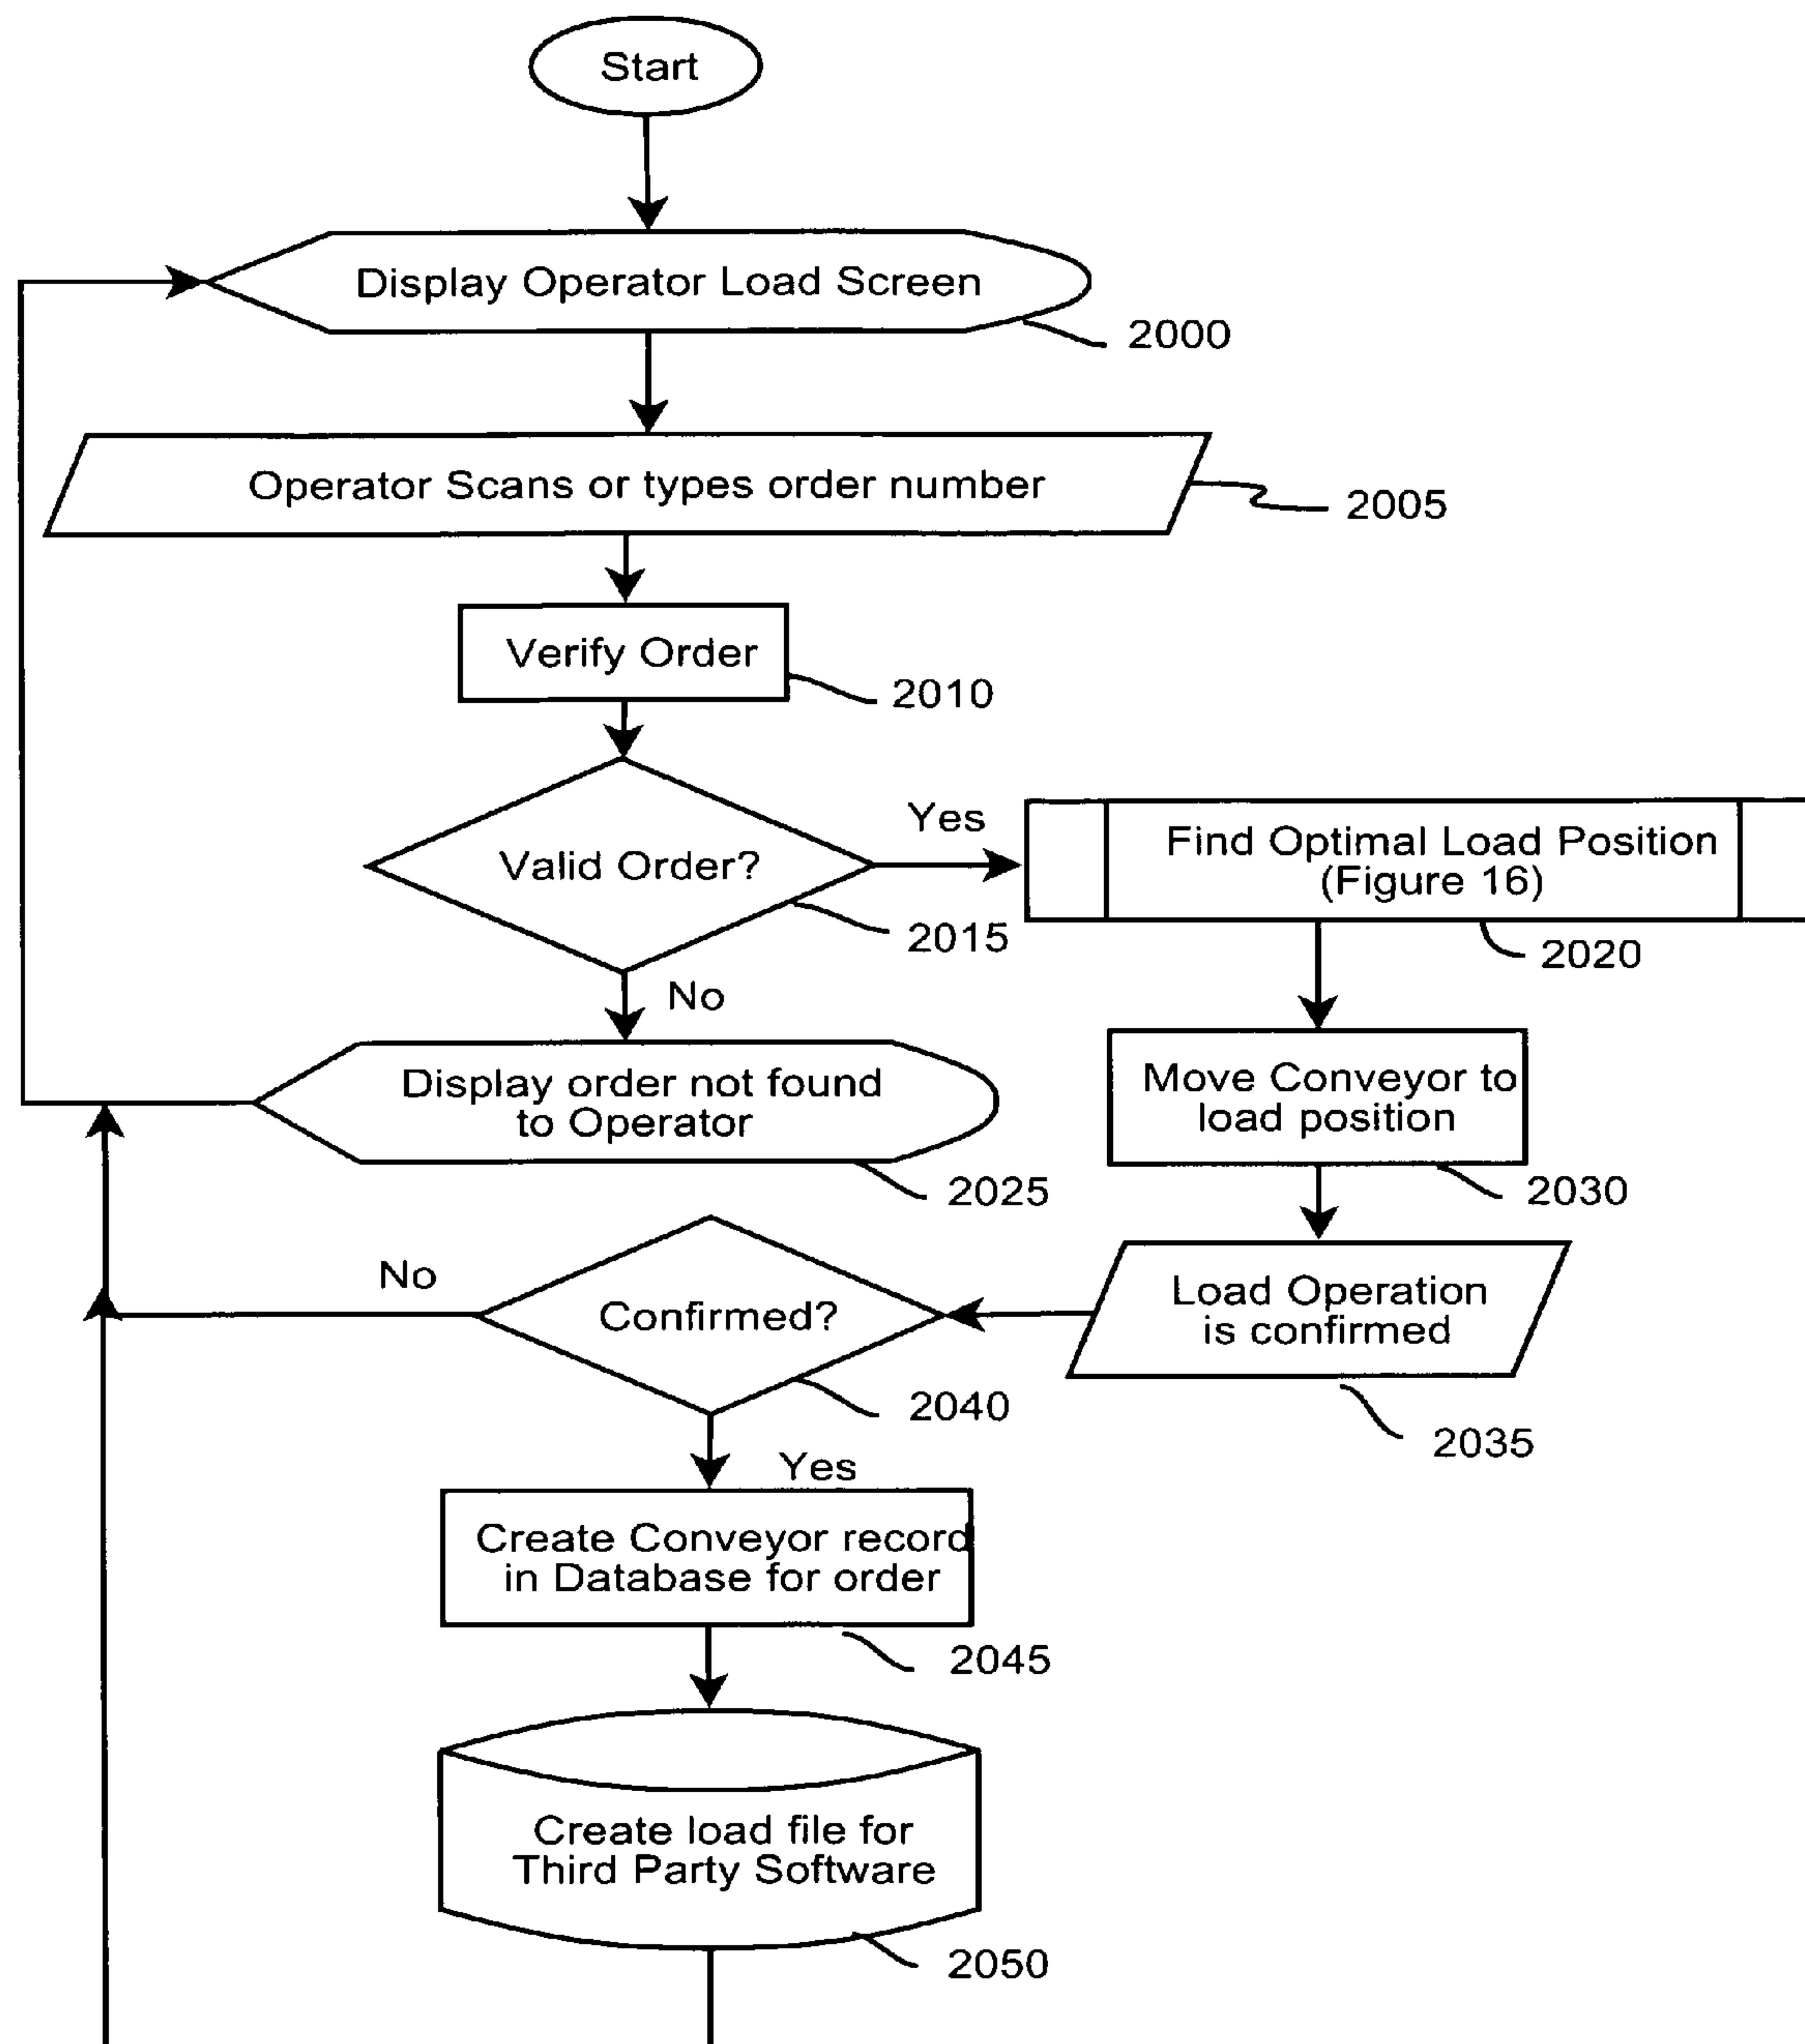 Start
Display Operator Load Screen
2000
Operator Scans or types order number
2005
Verify Order
2010
Valid Order?
Yes
2015
No
Find Optimal Load Position
(Figure 16)
2020
Display order not found
to Operator
2025
Move Conveyor to
load position
2030
Load Operation
is confirmed
2035
Confirmed?
No
2040
Yes
Create Conveyor record
in Database for order
2045
Create load file for
Third Party Software
2050